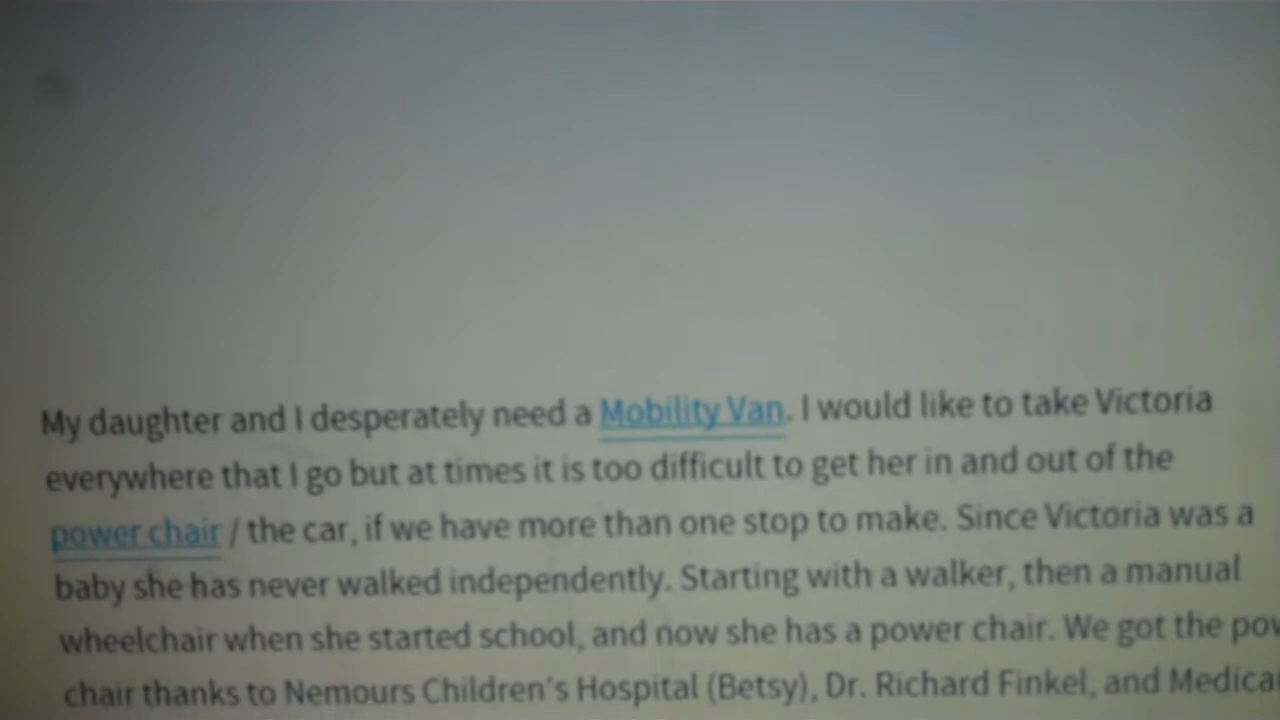 My daughter and I desperately need a Mobility Van. I would like to take Victoria
everywhere that I go but at times it is too difficult to get her in and out of the
power chair / the car, if we have more than one stop to make. Since Victoria was a
baby she has never walked independently. Starting with a walker, then a manual
wheelchair when she started school, and now she has a power chair. We got the pow
chair thanks to Nemours Children's Hospital (Betsy), Dr. Richard Finkel, and Medica